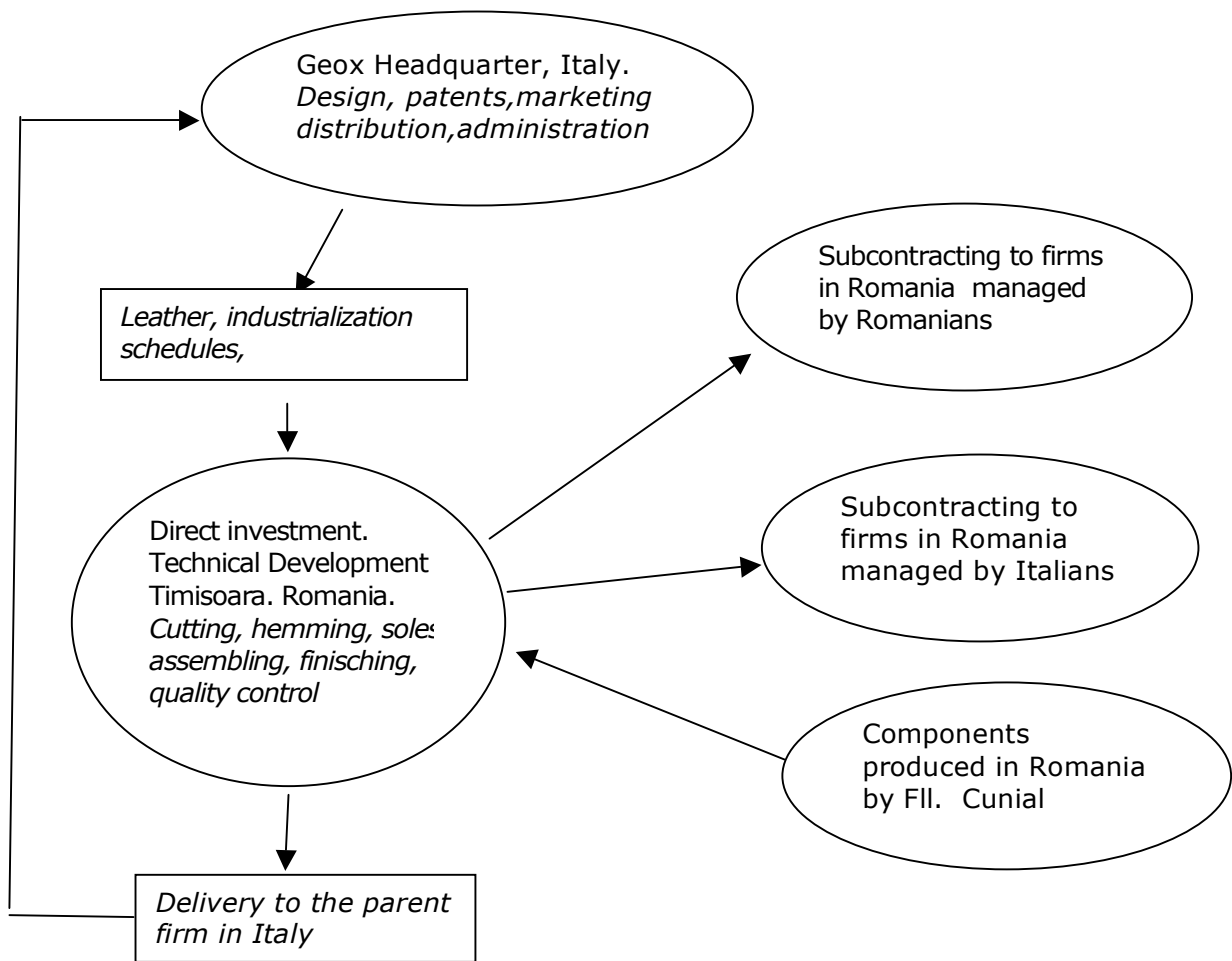 Geox Headquarter, Italy.
Design, patents,marketing
distribution,administration
Leather, industrialization
schedules,
Subcontracting to firms
in Romania managed
by Romanians
Direct investment.
Technical Development
Timisoara. Romania.
Cutting, hemming, soles
assembling, finisching,
quality control
Subcontracting to
firms in Romania
managed by Italians
Components
produced in Romania
by Fll. Cunial
Delivery to the parent
firm in Italy